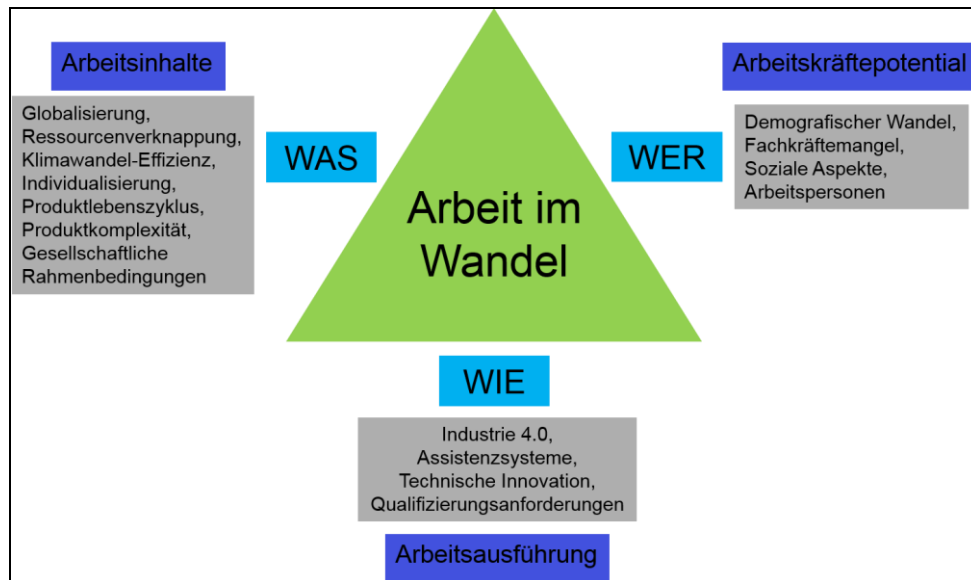 Arbeitsinhalte
Globalisierung,
Ressourcenverknappung,
Klimawandel-Effizienz,
Individualisierung,
Produktlebenszyklus,
Produktkomplexität,
Gesellschaftliche
Rahmenbedingungen
WAS
Arbeit im
Wandel
WER
Arbeitskräftepotential
Demografischer Wandel,
Fachkräftemangel,
Soziale Aspekte,
Arbeitspersonen
WIE
Industrie 4.0,
Assistenzsysteme,
Technische Innovation,
Qualifizierungsanforderungen
Arbeitsausführung